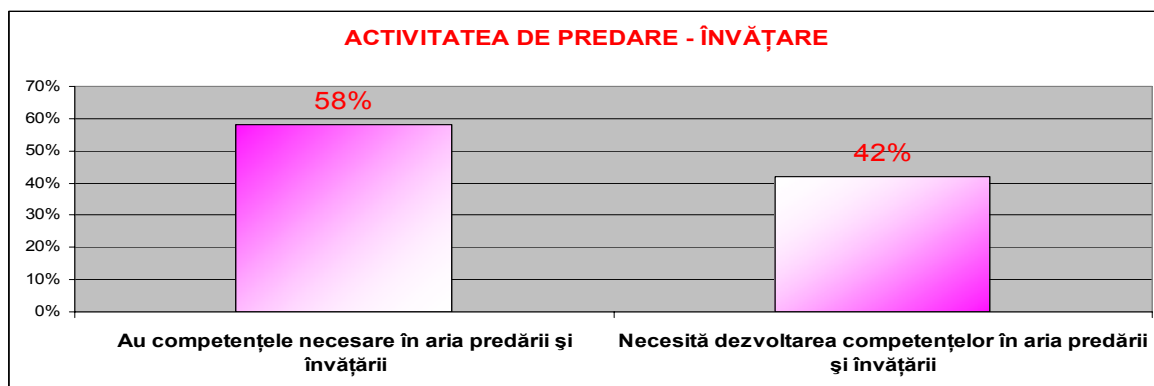 ACTIVITATEA DE PREDARE - ÎNVĂȚARE
70%
60%
50%
40%
30%
20%
10%
0%
58%
42%
Au competențele necesare în aria predării şi
învățării
Necesită dezvoltarea competențelor în aria predării
şi învățării